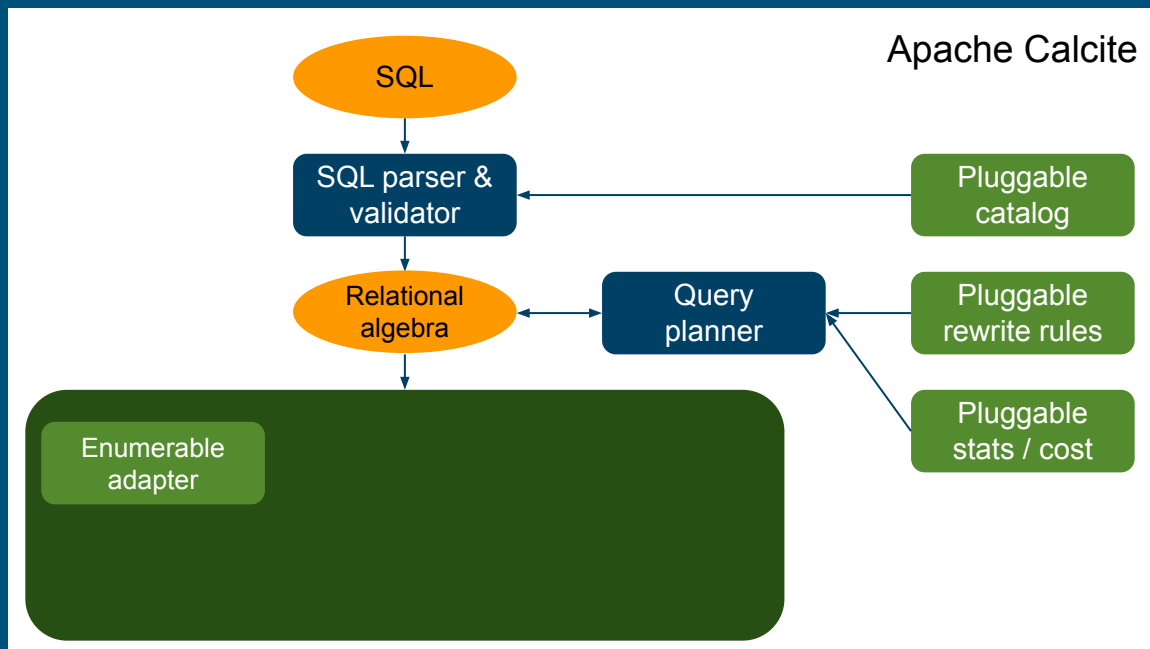 Apache Calcite
SQL
SQL parser &
validator
Pluggable
catalog
Relational
algebra
Query
planner
Pluggable
rewrite rules
Pluggable
stats / cost
Enumerable
adapter